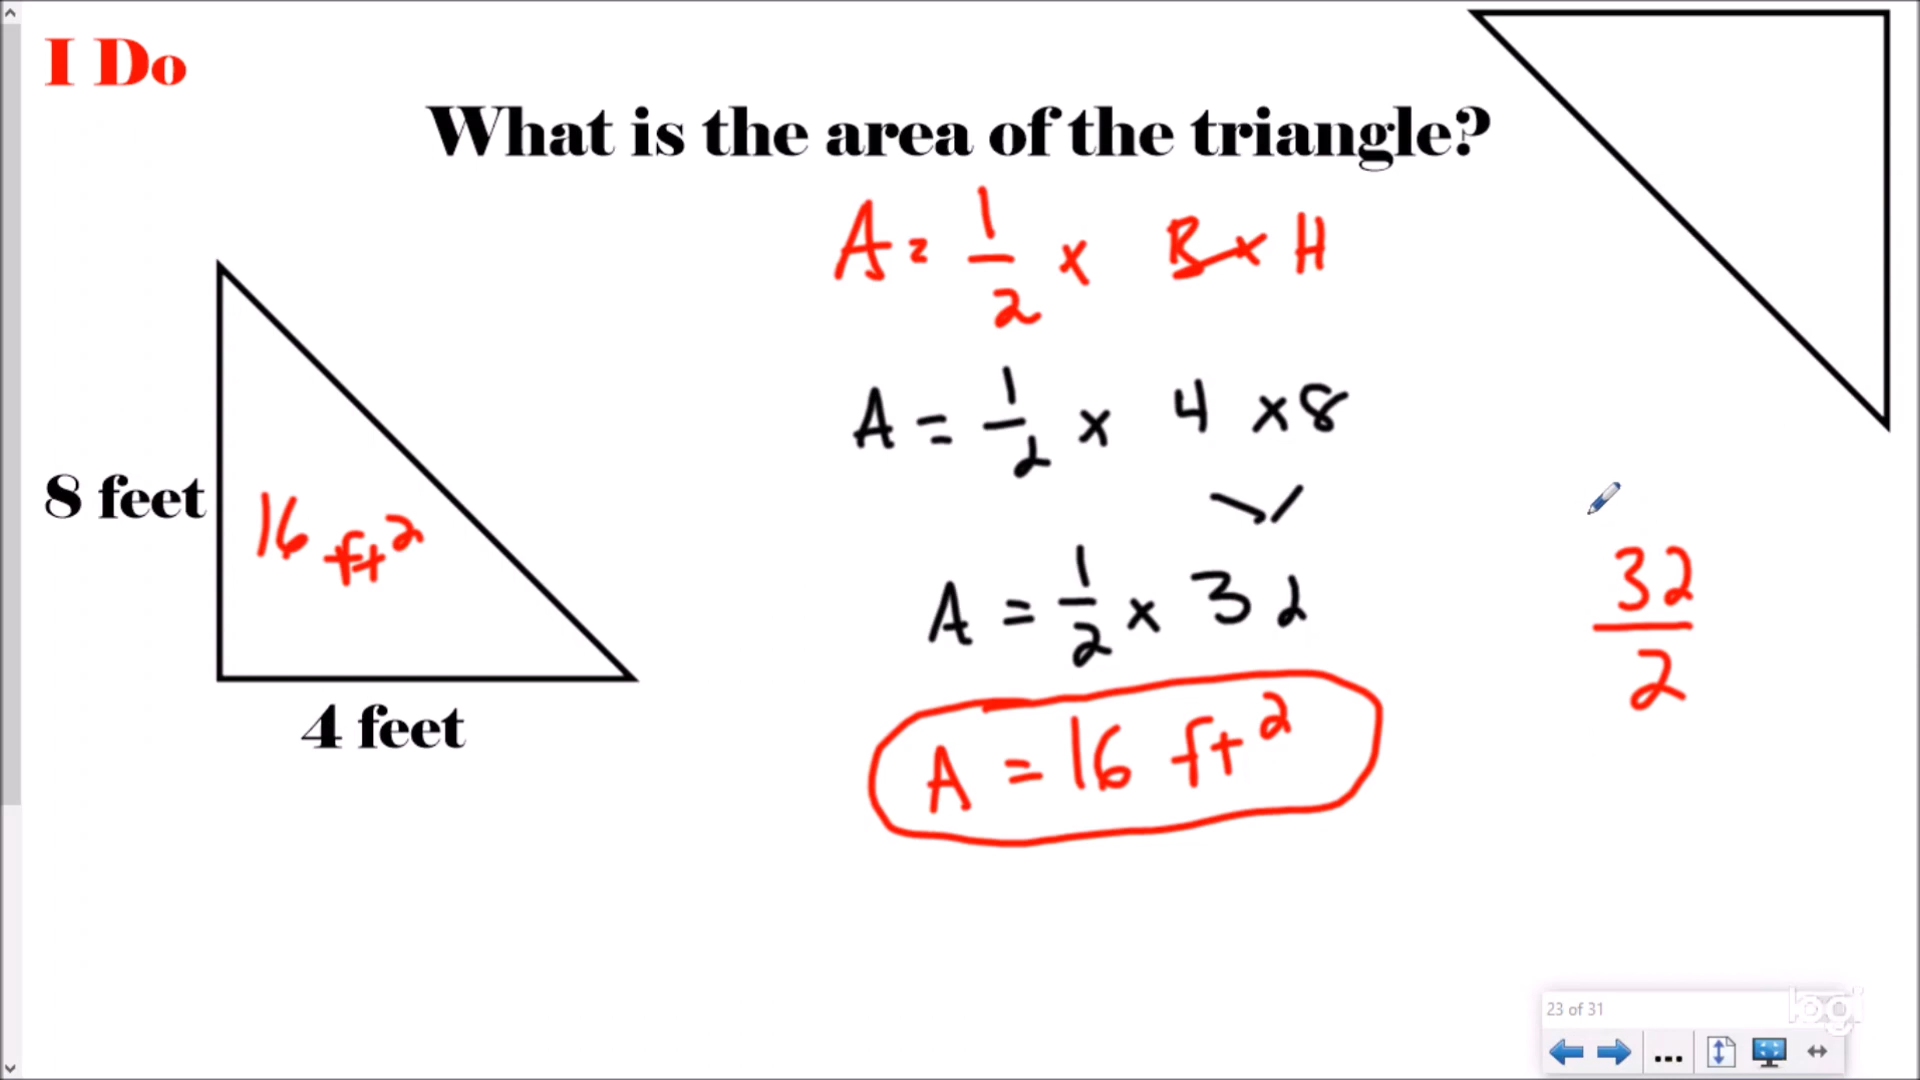 I Do
What is the area of the triangle?
A = 1/2 x B x H
A = 1/2 x 4 x 8
8 feet
16 ft²
A = 1/2 x 32
32
2
4 feet
A = 16 ft²
23 of 31
logi
...